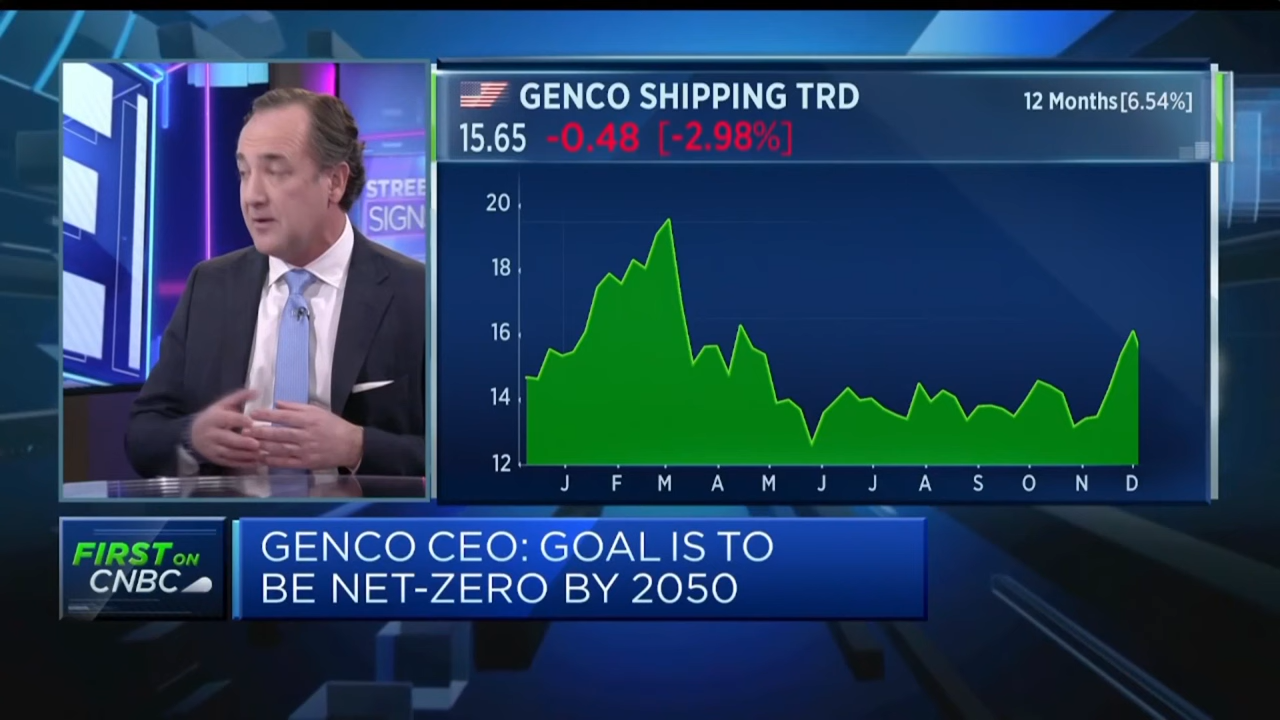 STREE
SIGN
GENCO SHIPPING TRD
12 Months[6.54%]
15.65 -0.48 [-2.98%]
20
18
16
14
12
J F M A M J J A S O N D
FIRST ON
CNBC
GENCO CEO: GOAL IS TO
BE NET-ZERO BY 2050